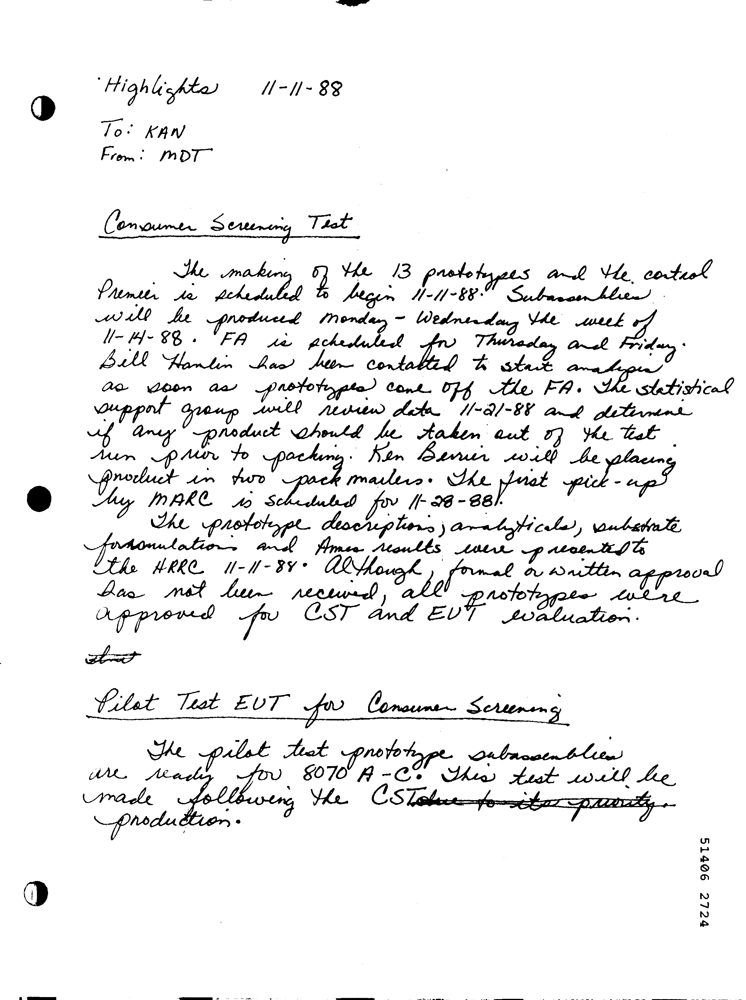 Highlights 11-11-88
To: KAN
From: MDT
Consumer Screening Test
The making of the 13 prototypes and the control
Premier is scheduled to begin 11-11-88. Subassemblies
will be produced Monday - Wednesday the week of
11-14-88. FA is scheduled for Thursday and Friday.
Bill Hamlin has been contacted to start analysis
as soon as prototypes come off the FA. The statistical
support group will review data 11-21-88 and determine
if any product should be taken out of the test
run prior to packing. Ken Berrier will be placing
product in two pack mailers. The first pick-up
by MARC is scheduled for 11-28-88.
The prototype descriptions, analyticals, substrate
formulations and Ames results were presented to
the HRRC 11-11-88. Although, formal or written approval
has not been received, all prototypes were
approved for CST and EUT evaluation.
Pilot Test EUT for Consumer Screening
The pilot test prototype subassemblies
are ready for 8070 A-C. This test will be
made following the CST due to its priority
production.
51406 2724